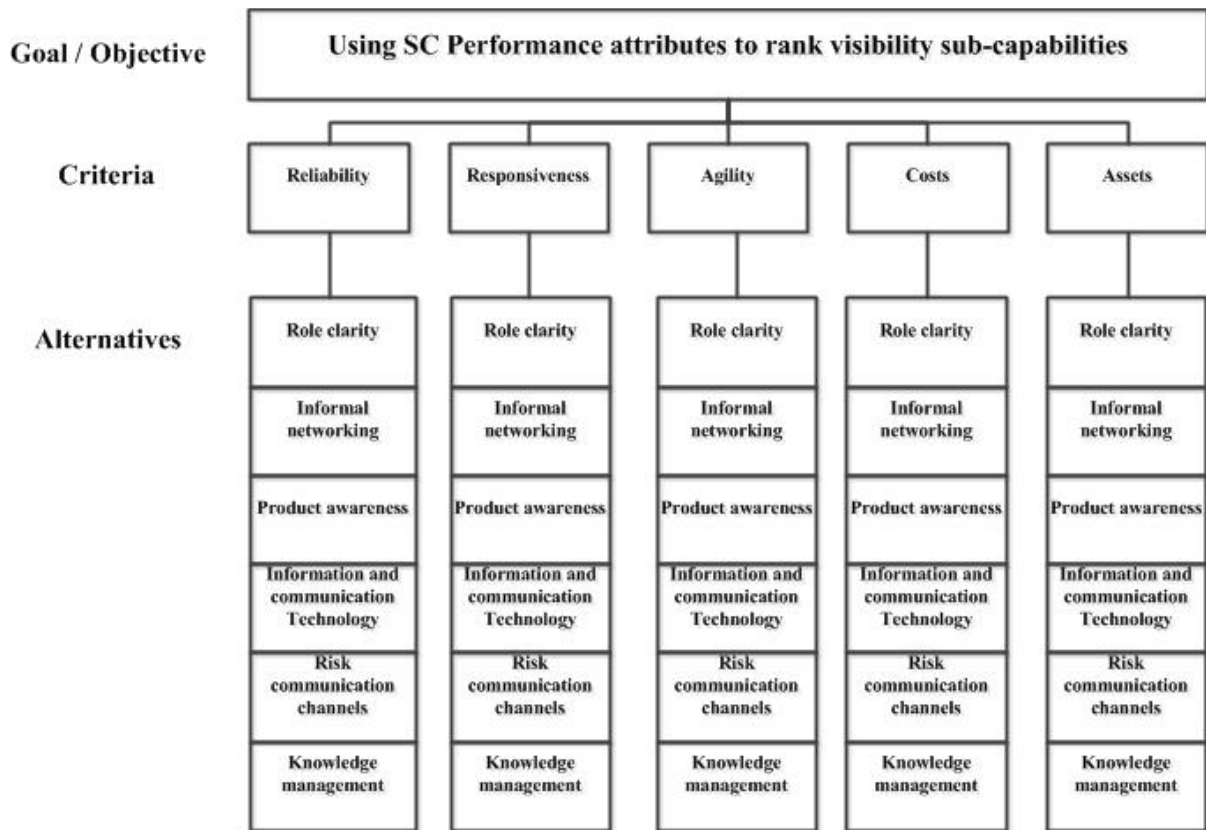 Goal / Objective
Using SC Performance attributes to rank visibility sub-capabilities
Criteria
Reliability
Responsiveness
Agility
Costs
Assets
Alternatives
Role clarity
Role clarity
Role clarity
Role clarity
Role clarity
Informal
networking
Informal
networking
Informal
networking
Informal
networking
Informal
networking
Product awareness
Product awareness
Product awareness
Product awareness
Product awareness
Information and
communication
Technology
Information and
communication
Technology
Information and
communication
Technology
Information and
communication
Technology
Information and
communication
Technology
Risk
communication
channels
Risk
communication
channels
Risk
communication
channels
Risk
communication
channels
Risk
communication
channels
Knowledge
management
Knowledge
management
Knowledge
management
Knowledge
management
Knowledge
management